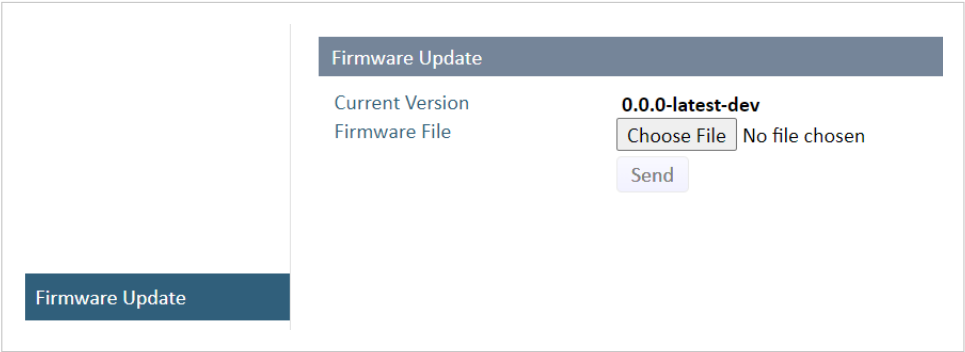 Firmware Update
Current Version 0.0.0-latest-dev
Firmware File Choose File No file chosen
Send
Firmware Update